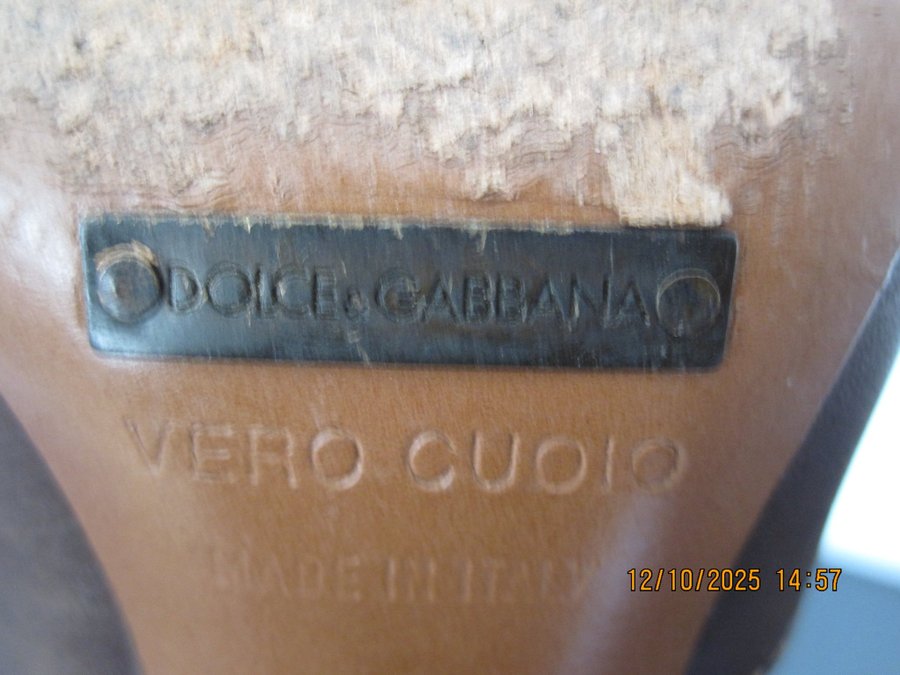 DOLCE&GABBANA
VERO CUOIO
MADE IN ITALY
12/10/2025 14:57